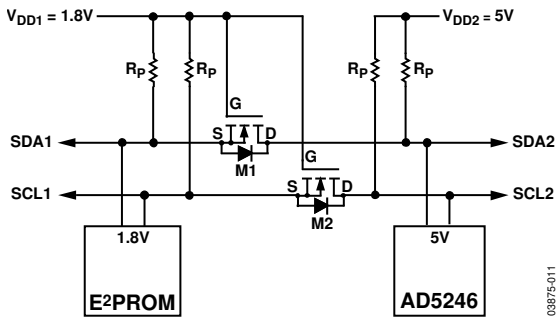 VDD1 = 1.8V
VDD2 = 5V
RP
RP
RP
RP
G
SDA1
S
D
SDA2
M1
G
SCL1
S
D
SCL2
M2
1.8V
5V
E2PROM
AD5246
03875-011